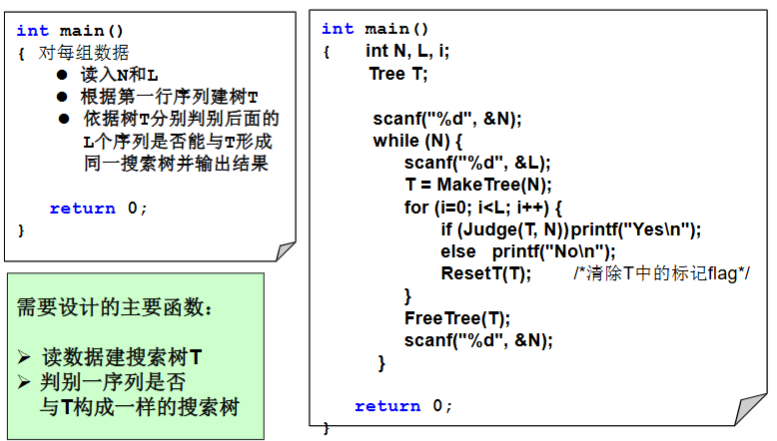 int main()
{ 对每组数据
● 读入N和L
● 根据第一行序列建树T
● 依据树T分别判别后面的
L个序列是否能与T形成
同一搜索树并输出结果
return 0;
}
需要设计的主要函数：
➢ 读数据建搜索树T
➢ 判别一序列是否
与T构成一样的搜索树
int main()
{ int N, L, i;
Tree T;
scanf("%d", &N);
while (N) {
scanf("%d", &L);
T = MakeTree(N);
for (i=0; i<L; i++) {
if (Judge(T, N))printf("Yes\n");
else printf("No\n");
ResetT(T); /*清除T中的标记flag*/
}
FreeTree(T);
scanf("%d", &N);
}
return 0;
}